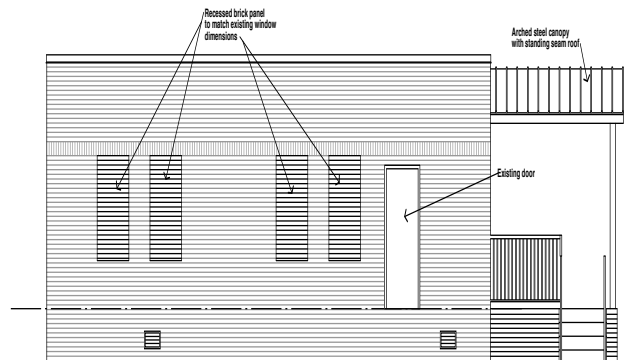 Recessed brick panel
to match existing window
dimensions
Arched steel canopy
with standing seam roof
Existing door